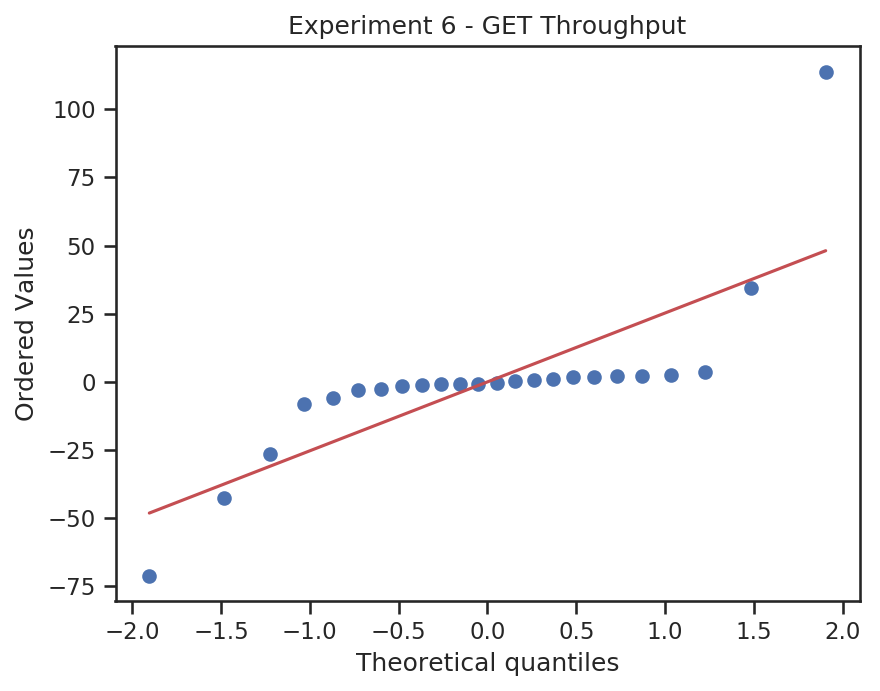 Experiment 6 - GET Throughput
Ordered Values
100
75
50
25
0
−25
−50
−75
−2.0 −1.5 −1.0 −0.5 0.0 0.5 1.0 1.5 2.0
Theoretical quantiles